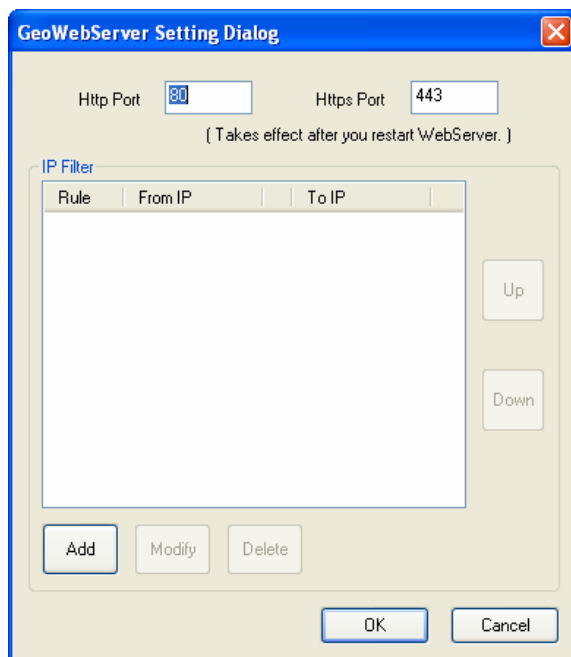 GeoWebServer Setting Dialog
Http Port 80 Https Port 443
( Takes effect after you restart WebServer. )
IP Filter
Rule From IP To IP
Up
Down
Add Modify Delete
OK Cancel